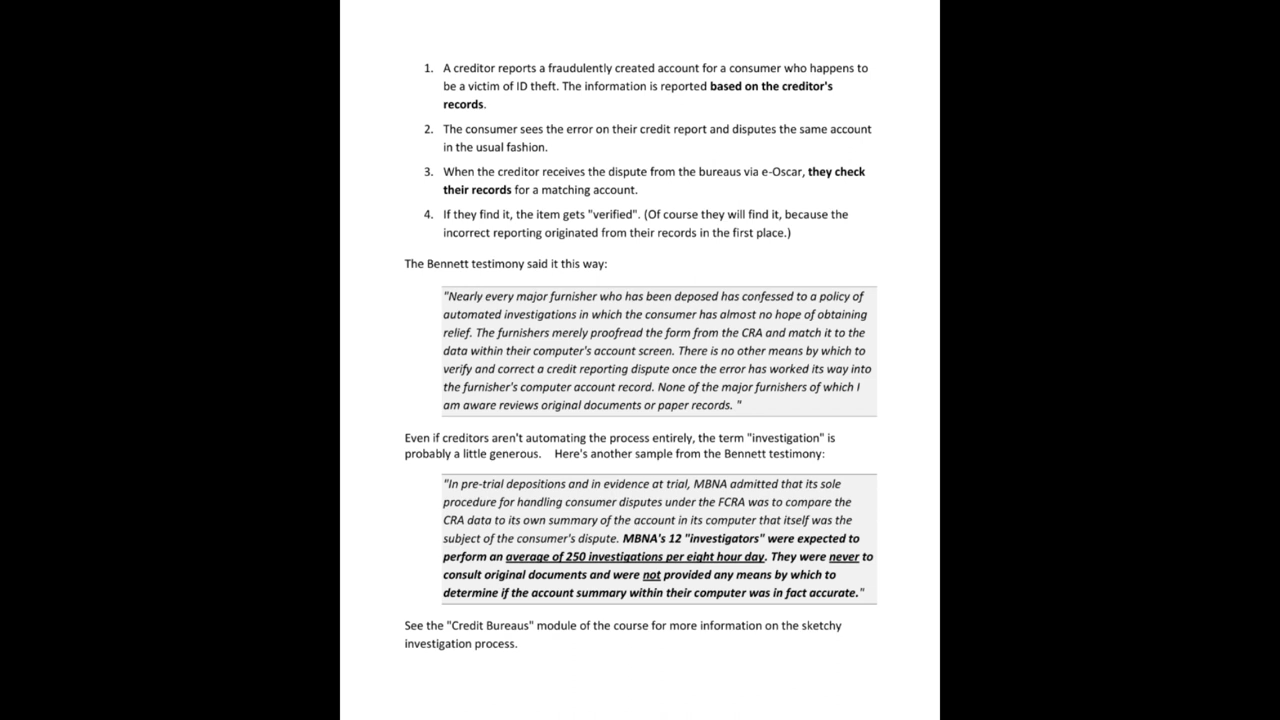 1. A creditor reports a fraudulently created account for a consumer who happens to
be a victim of ID theft. The information is reported based on the creditor's
records.
2. The consumer sees the error on their credit report and disputes the same account
in the usual fashion.
3. When the creditor receives the dispute from the bureaus via e-Oscar, they check
their records for a matching account.
4. If they find it, the item gets "verified". (Of course they will find it, because the
incorrect reporting originated from their records in the first place.)
The Bennett testimony said it this way:
"Nearly every major furnisher who has been deposed has confessed to a policy of
automated investigations in which the consumer has almost no hope of obtaining
relief. The furnishers merely proofread the form from the CRA and match it to the
data within their computer's account screen. There is no other means by which to
verify and correct a credit reporting dispute once the error has worked its way into
the furnisher's computer account record. None of the major furnishers of which I
am aware reviews original documents or paper records. "
Even if creditors aren't automating the process entirely, the term "investigation" is
probably a little generous. Here's another sample from the Bennett testimony:
"In pre-trial depositions and in evidence at trial, MBNA admitted that its sole
procedure for handling consumer disputes under the FCRA was to compare the
CRA data to its own summary of the account in its computer that itself was the
subject of the consumer's dispute. MBNA's 12 "investigators" were expected to
perform an average of 250 investigations per eight hour day. They were never to
consult original documents and were not provided any means by which to
determine if the account summary within their computer was in fact accurate."
See the "Credit Bureaus" module of the course for more information on the sketchy
investigation process.